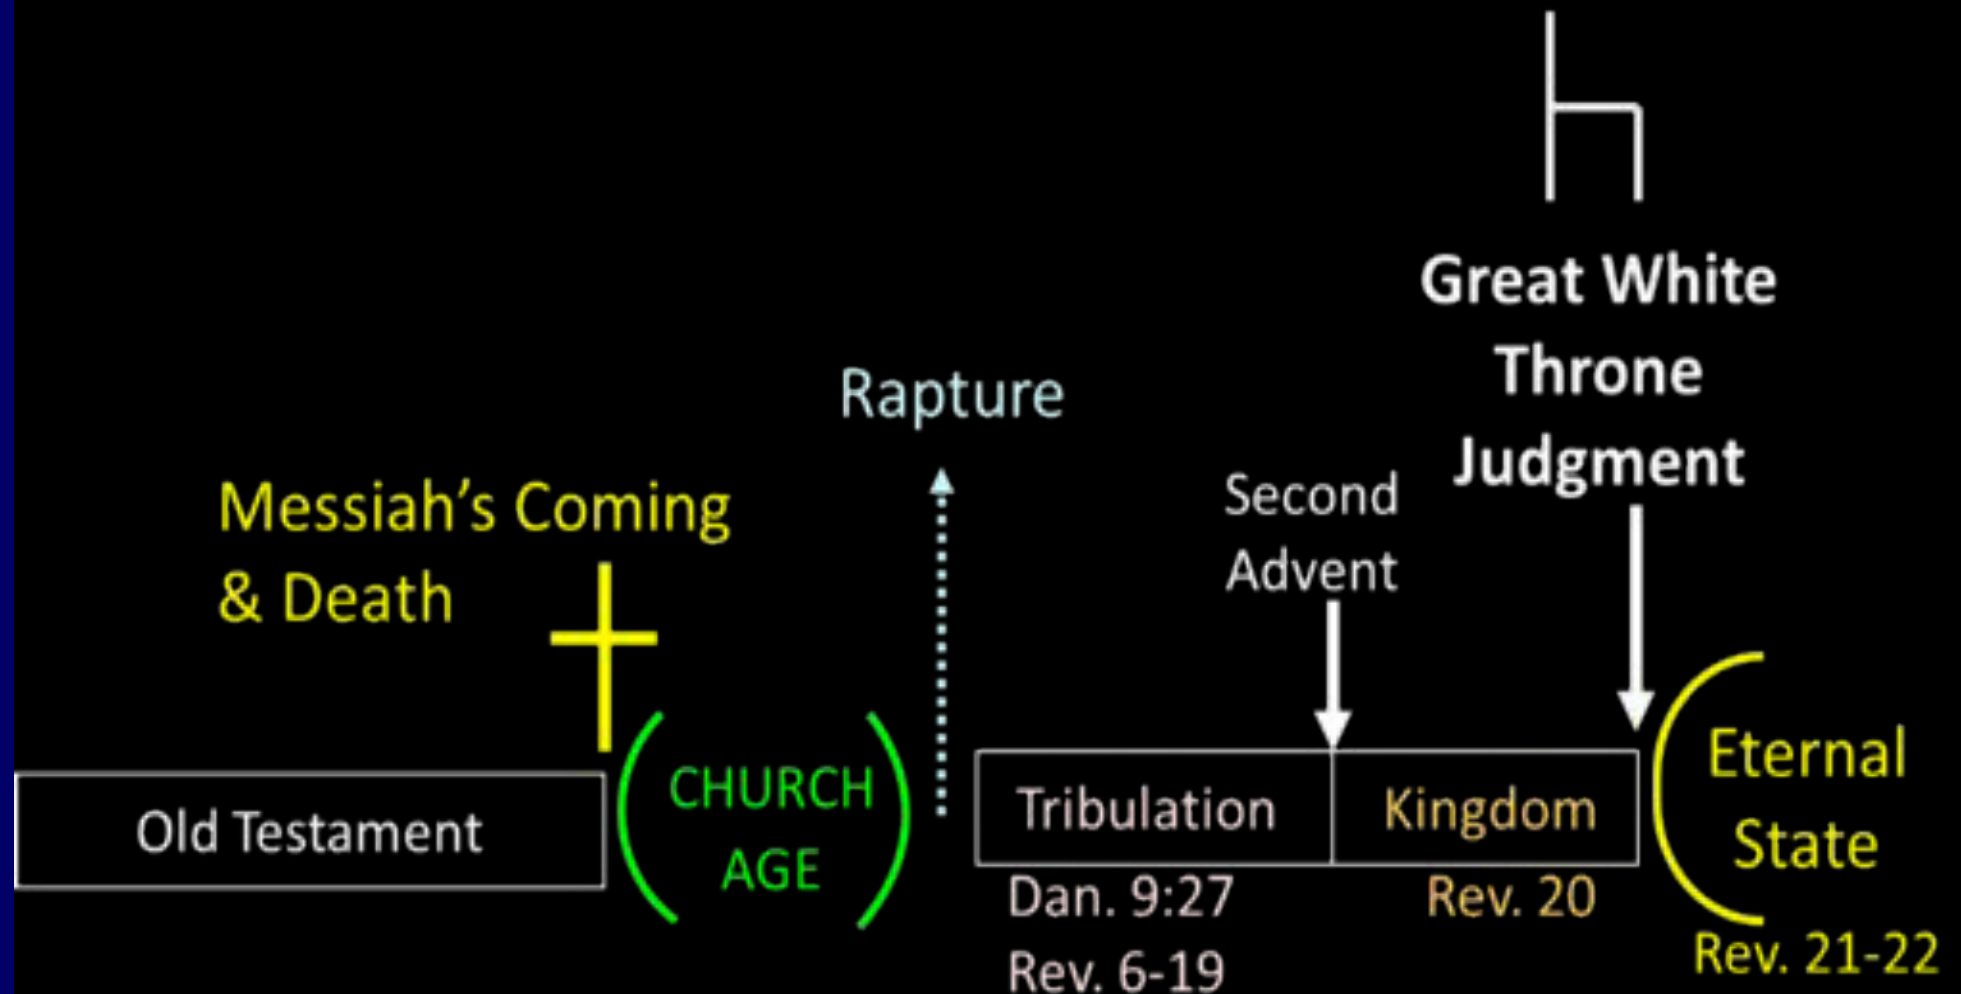 Great White
Throne
Judgment
Rapture
Second
Advent
Messiah's Coming
& Death
Old Testament
CHURCH
AGE
Tribulation
Kingdom
Eternal
State
Dan. 9:27
Rev. 6-19
Rev. 20
Rev. 21-22